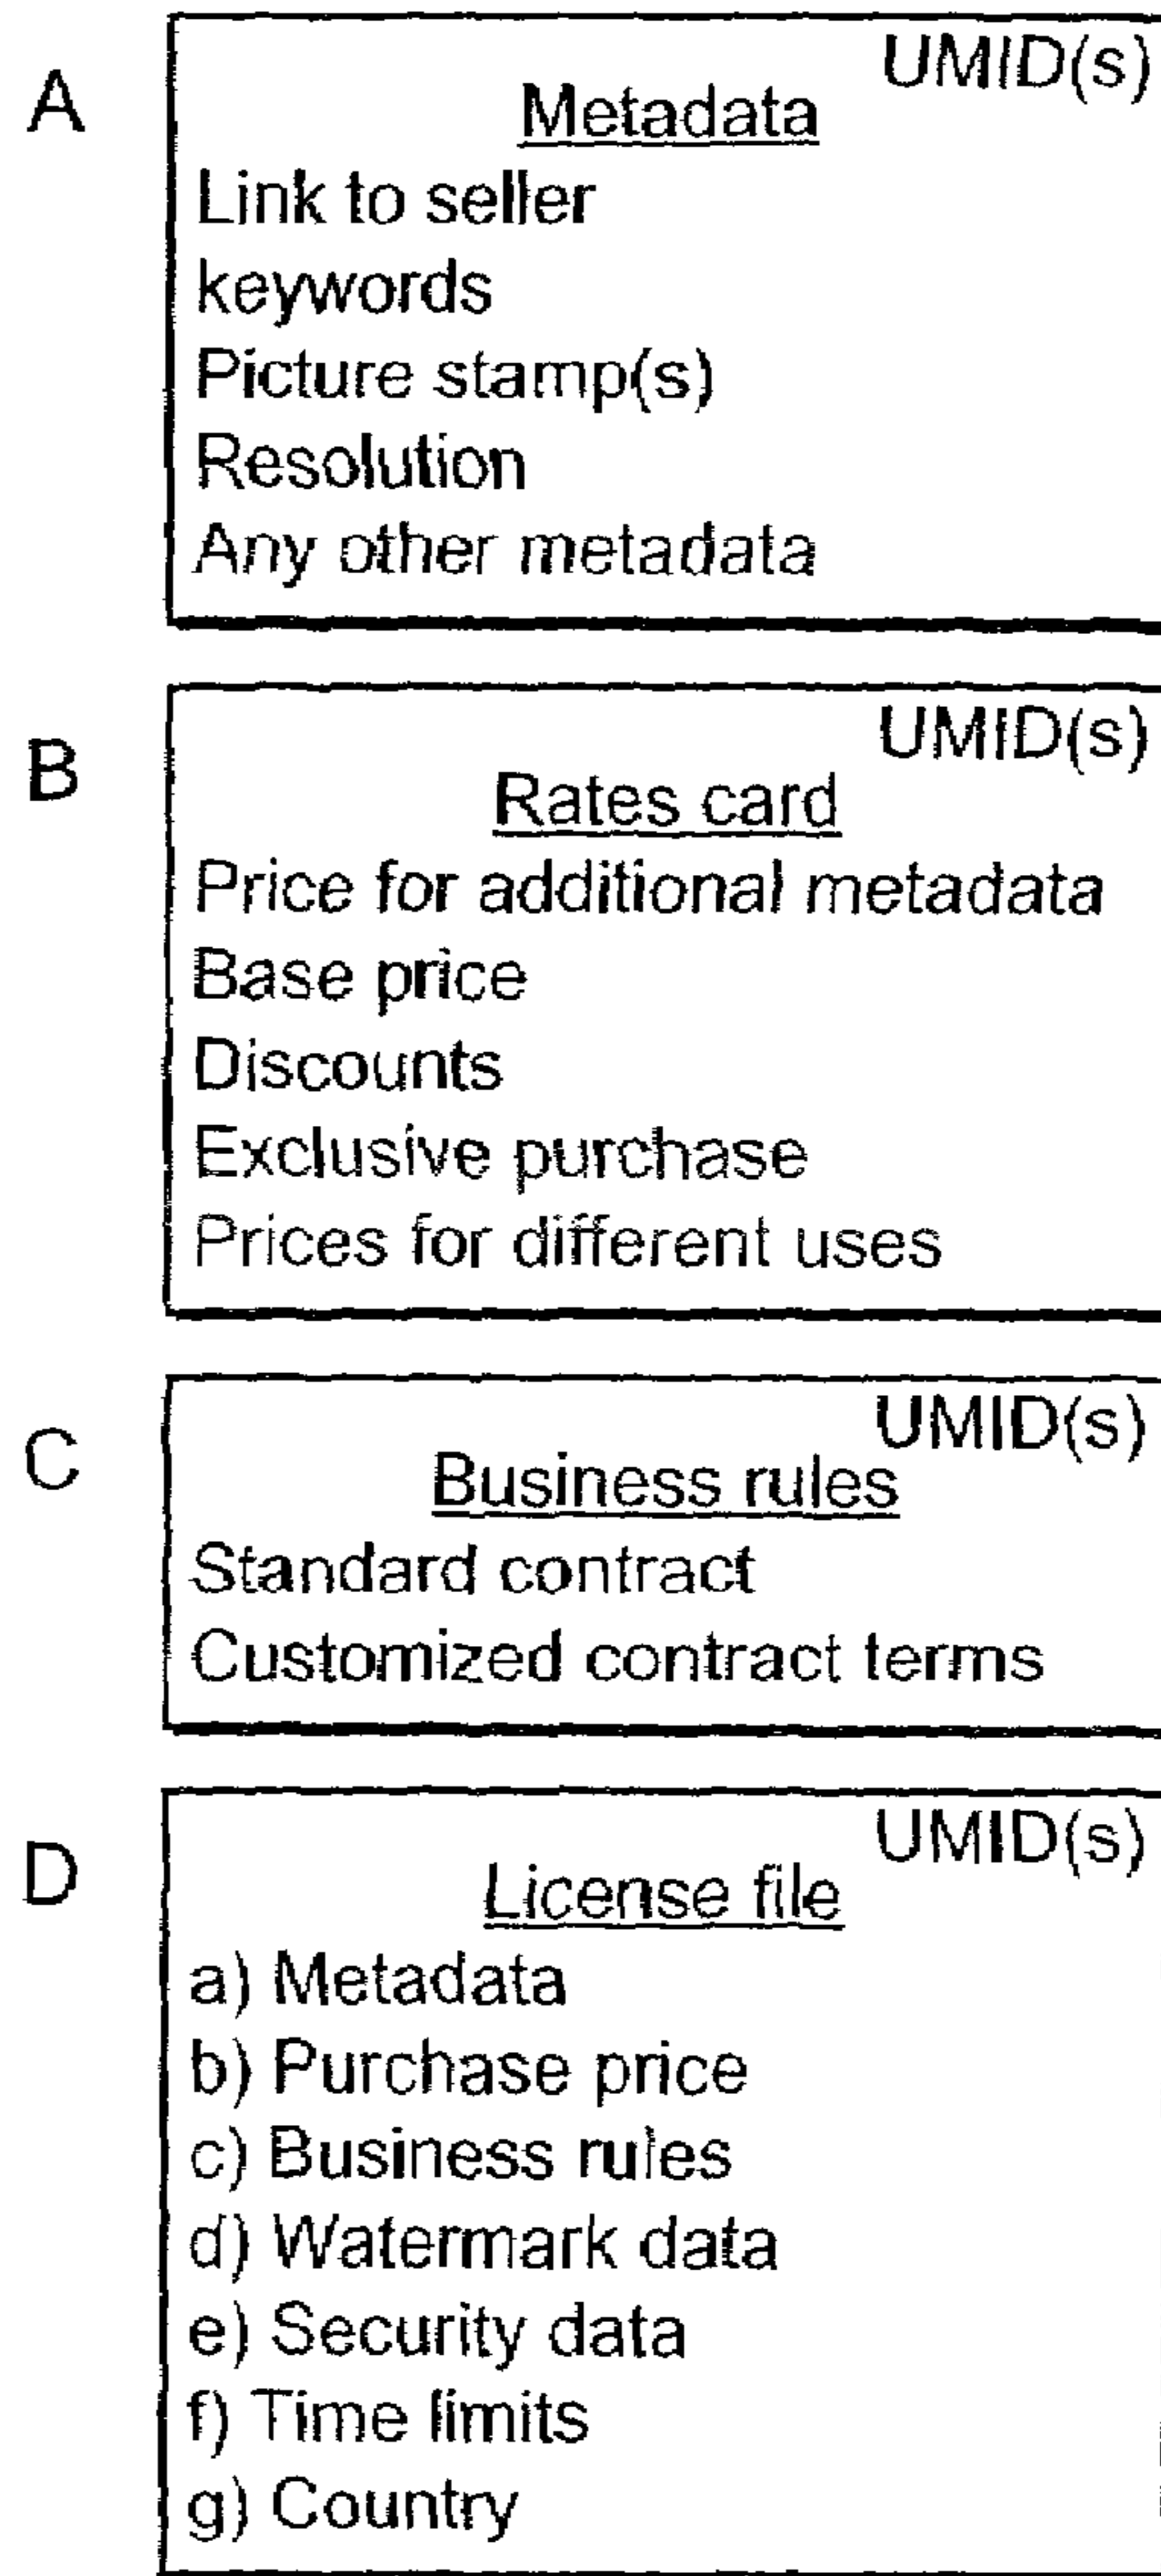 A
UMID(s)
Metadata
Link to seller
keywords
Picture stamp(s)
Resolution
Any other metadata
B
UMID(s)
Rates card
Price for additional metadata
Base price
Discounts
Exclusive purchase
Prices for different uses
C
UMID(s)
Business rules
Standard contract
Customized contract terms
D
UMID(s)
License file
a) Metadata
b) Purchase price
c) Business rules
d) Watermark data
e) Security data
f) Time limits
g) Country